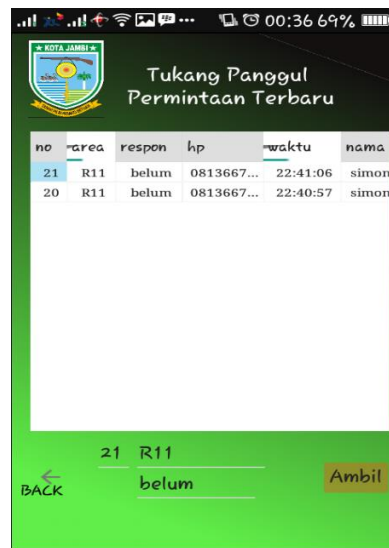 00:36 69%
KOTA JAMBI
Tukang Panggul
Permintaan Terbaru
no area respon hp waktu nama
21 R11 belum 0813667... 22:41:06 simon
20 R11 belum 0813667... 22:40:57 simon
21 R11
belum
BACK
Ambil